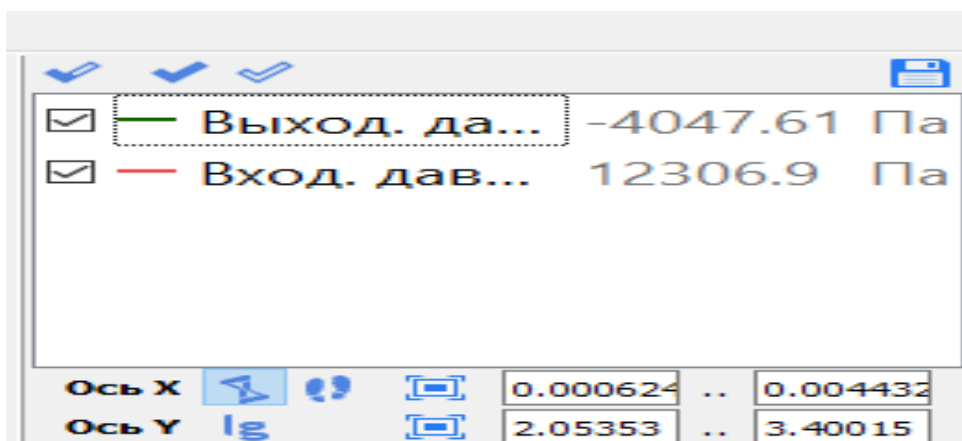 Выход. да... -4047.61 Па
Вход. дав... 12306.9 Па
Ось X 0.000624 .. 0.004432
Ось Y lg 2.05353 .. 3.40015